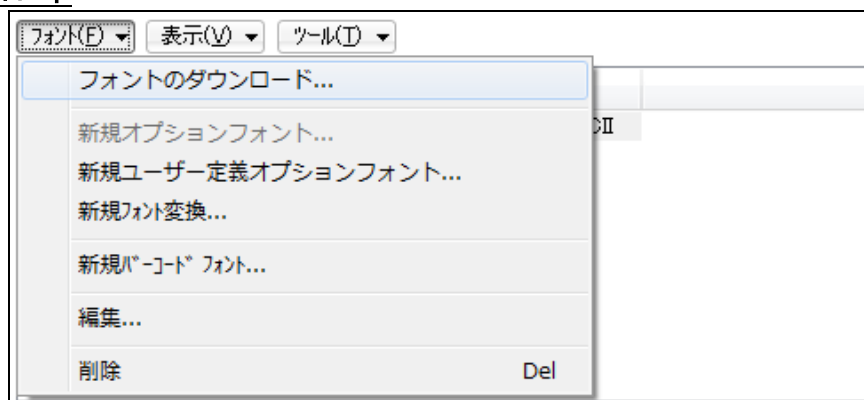 フォント(F) 表示(V) ツール(T)
フォントのダウンロード...
新規オプションフォント...
新規ユーザー定義オプションフォント...
新規フォント変換...
新規ﾊﾞｰｺｰﾄﾞ ﾌｫﾝﾄ...
編集...
削除 Del